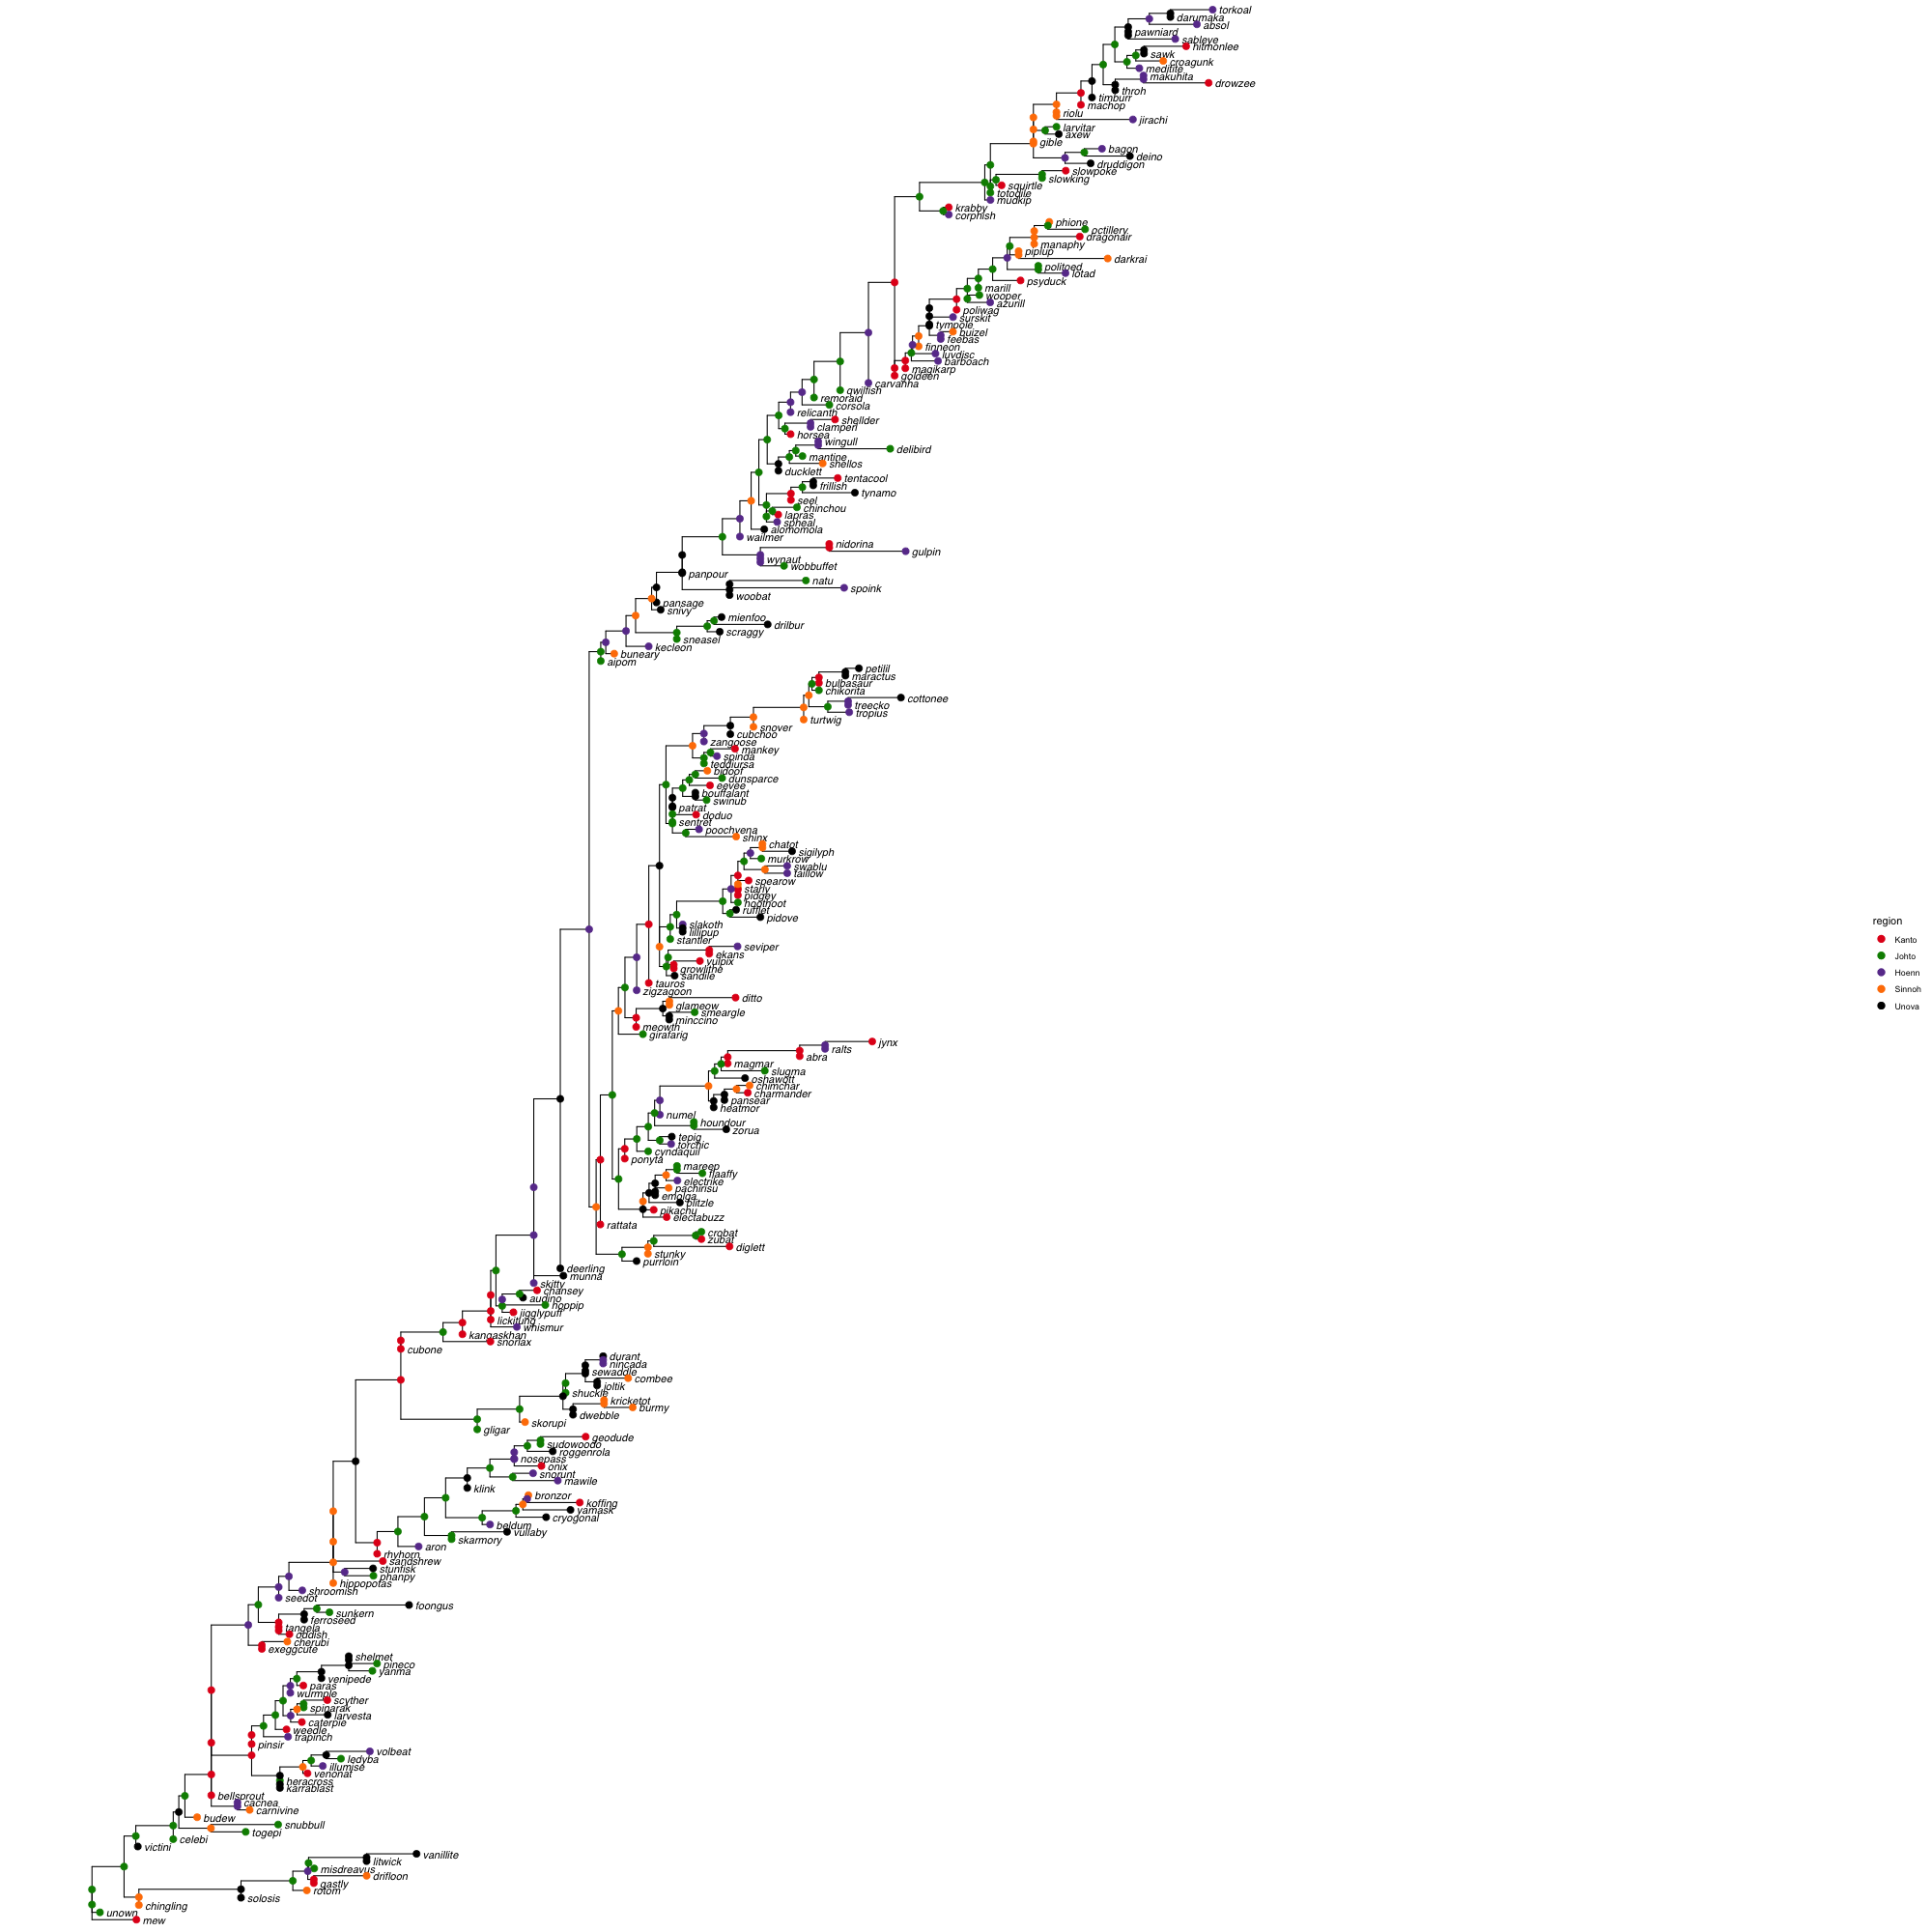 torkoal
darumaka
absol
pawniard
sableye
hitmonlee
sawk
croagunk
meditite
makuhita
drowzee
throh
timburr
machop
riolu
jirachi
larvitar
axew
gible
bagon
deino
druddigon
slowpoke
slowking
squirtle
totodile
mudkip
krabby
corphish
phione
octillery
dragonair
manaphy
piplup
darkrai
politoed
lotad
psyduck
marill
wooper
azurill
poliwag
surskit
tympole
buizel
feebas
finneon
luvdisc
barboach
magikarp
goldeen
carvanha
qwilfish
remoraid
corsola
relicanth
shellder
clamperl
horsea
wingull
delibird
mantine
shellos
ducklett
tentacool
frillish
tynamo
seel
chinchou
lapras
spheal
alomomola
wailmer
nidorina
gulpin
wynaut
wobbuffet
panpour
natu
spoink
woobat
pansage
snivy
mienfoo
drilbur
scraggy
sneasel
kecleon
buneary
aipom
petilil
maractus
bulbasaur
chikorita
cottonee
treecko
tropius
turtwig
snover
cubchoo
zangoose
mankey
spinda
teddiursa
bidoof
dunsparce
eevee
bouffalant
swinub
patrat
doduo
sentret
poochyena
shinx
chatot
sigilyph
murkrow
swablu
taillow
spearow
starly
pidgey
hoothoot
rufflet
pidove
slakoth
lillipup
stantler
seviper
ekans
vulpix
growlithe
sandile
tauros
zigzagoon
ditto
glameow
smeargle
minccino
meowth
girafarig
jynx
ralts
abra
magmar
slugma
oshawott
chimchar
charmander
pansear
heatmor
numel
houndour
zorua
tepig
torchic
cyndaquil
ponyta
mareep
flaaffy
electrike
pachirisu
emolga
blitzle
pikachu
electabuzz
rattata
crobat
zubat
diglett
stunky
purrloin
deerling
munna
skitty
chansey
audino
hoppip
jigglypuff
lickitung
whismur
kangaskhan
snorlax
cubone
durant
nincada
sewaddle
combee
joltik
shuckle
kricketot
burmy
dwebble
skorupi
gligar
geodude
sudowoodo
roggenrola
nosepass
onix
snorunt
mawile
klink
bronzor
koffing
yamask
cryogonal
beldum
vullaby
skarmory
aron
rhyhorn
sandshrew
stunfisk
phanpy
hippopotas
shroomish
seedot
foongus
sunkern
ferroseed
tangela
oddish
cherubi
exeggcute
shelmet
pineco
yanma
venipede
paras
wurmple
scyther
spinarak
larvesta
caterpie
weedle
trapinch
pinsir
volbeat
ledyba
illumise
venonat
heracross
karrablast
bellsprout
cacnea
carnivine
budew
snubbull
togepi
celebi
victini
vanillite
litwick
misdreavus
drifloon
gastly
rotom
solosis
chingling
unown
mew
region
Kanto
Johto
Hoenn
Sinnoh
Unova